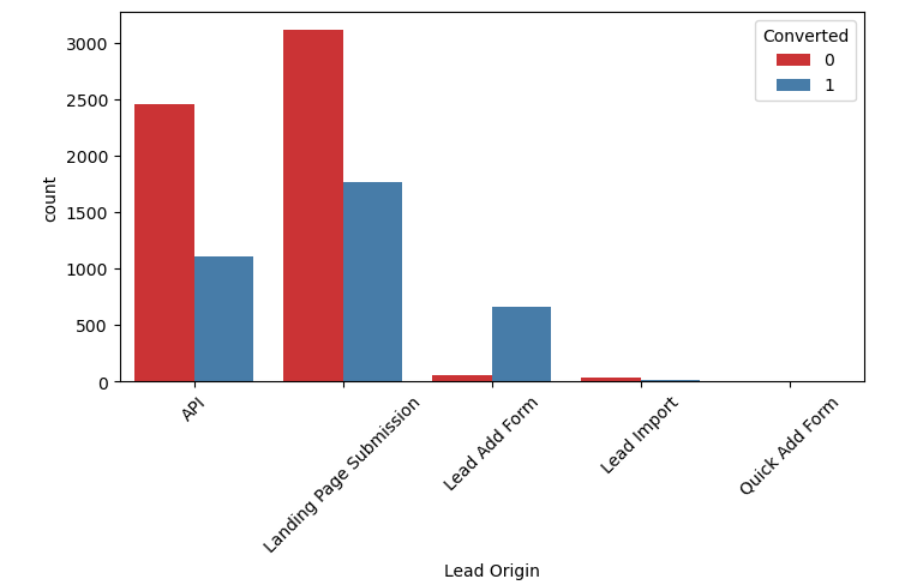 Converted
0
1
3000
2500
2000
1500
1000
500
0
count
API
Landing Page Submission
Lead Add Form
Lead Import
Quick Add Form
Lead Origin